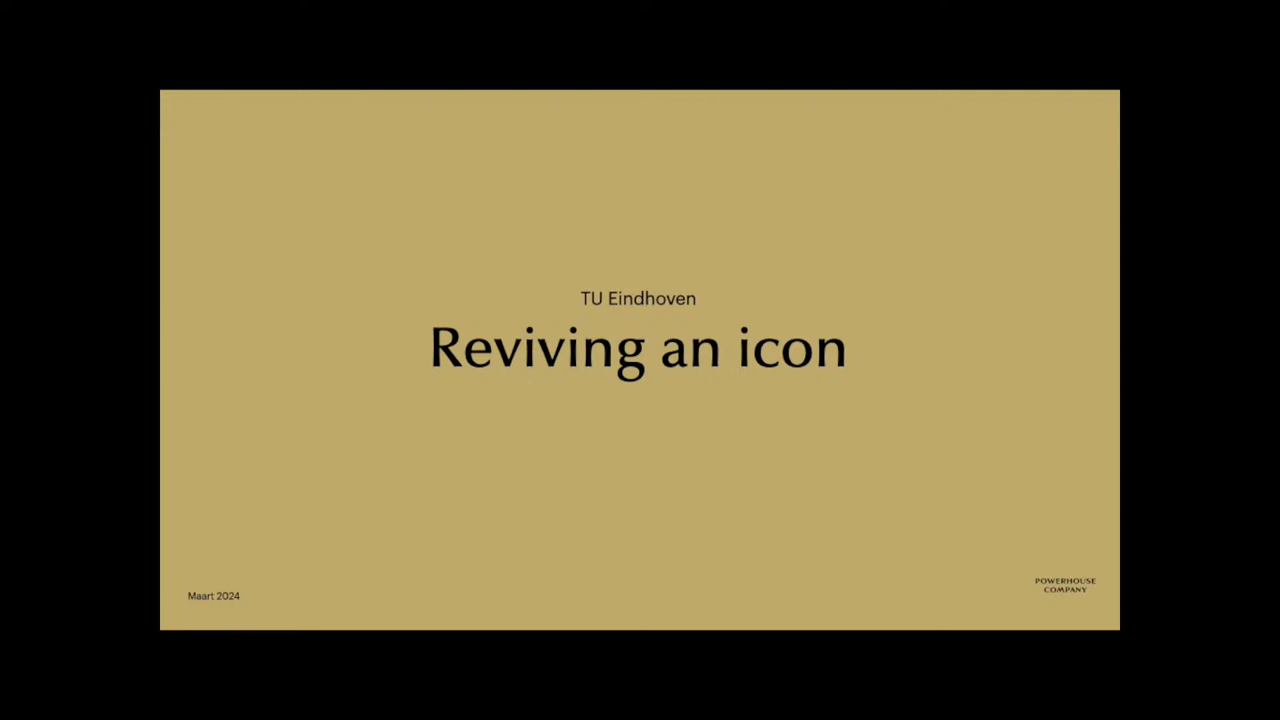 TU Eindhoven
Reviving an icon
Maart 2024
POWERHOUSE
COMPANY